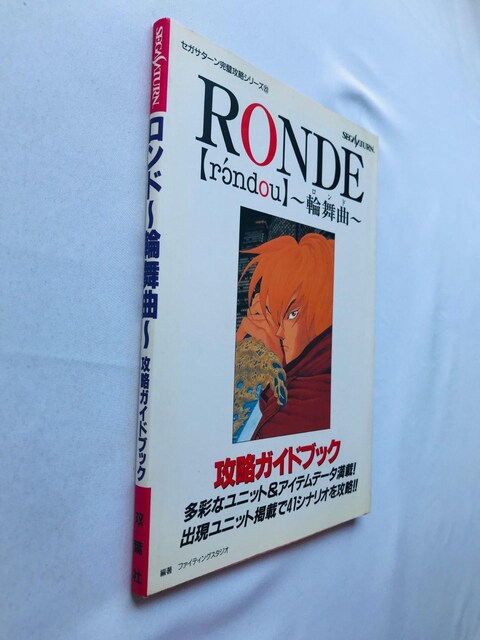 セガサターン完璧攻略シリーズ
SEGA SATURN
RONDE
【róndou】
ロンド
～輪舞曲～
攻略ガイドブック
多彩なユニット&アイテムデータ満載!
出現ユニット掲載で41シナリオを攻略!!
編著 ファイティングスタジオ
SEGA SATURN
ロンド～輪舞曲～
攻略ガイドブック
双葉社